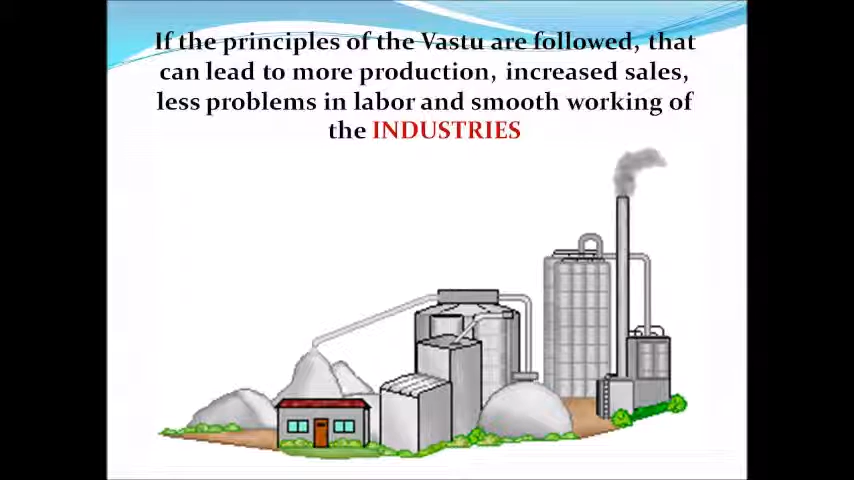 If the principles of the Vastu are followed, that
can lead to more production, increased sales,
less problems in labor and smooth working of
the INDUSTRIES